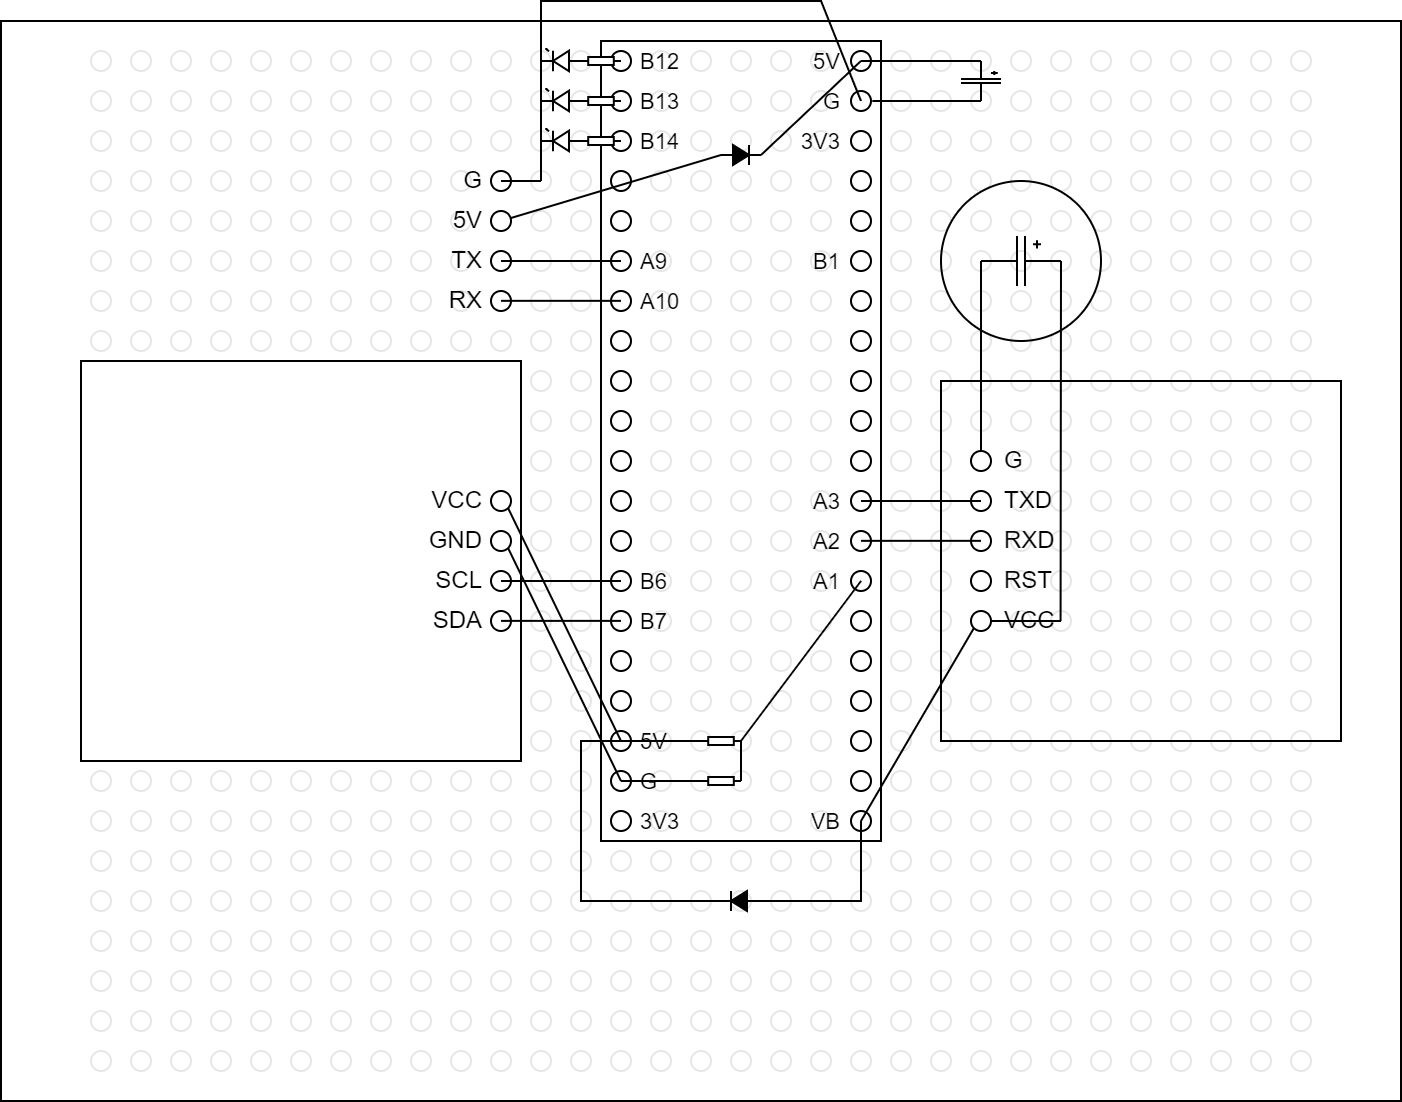 B12 5V
B13 G
B14 3V3
G
5V
TX A9 B1
RX A10
G
VCC A3 TXD
GND A2 RXD
SCL B6 A1 RST
SDA B7 VCC
5V
G
3V3 VB